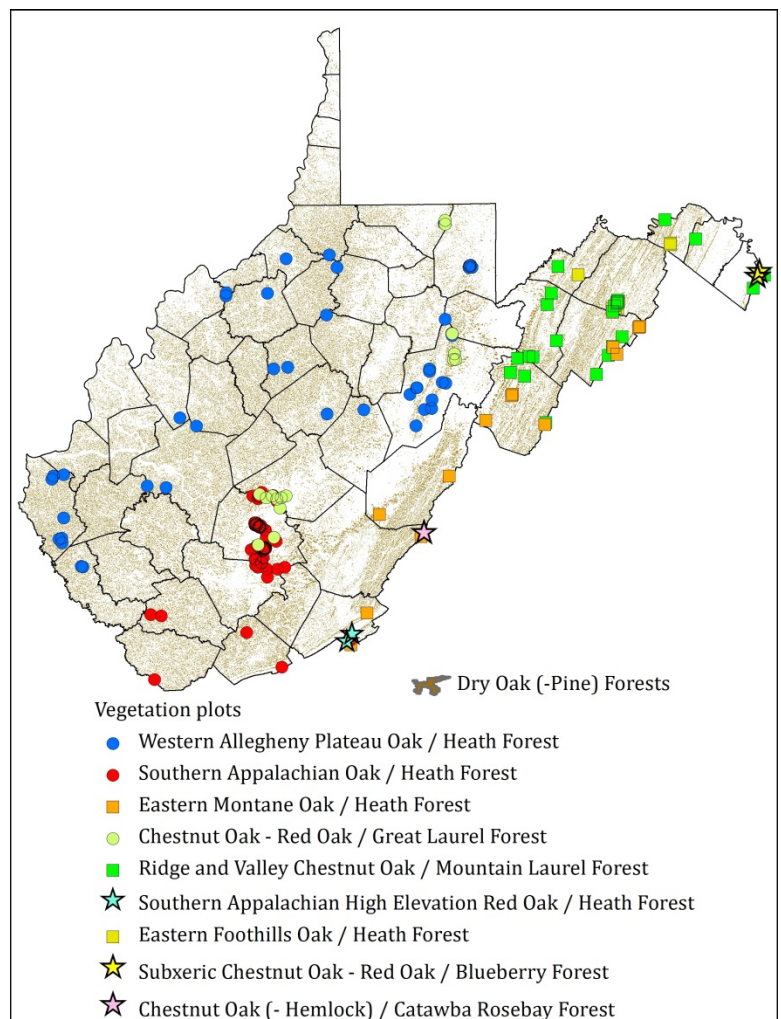 Dry Oak (-Pine) Forests
Vegetation plots
Western Allegheny Plateau Oak / Heath Forest
Southern Appalachian Oak / Heath Forest
Eastern Montane Oak / Heath Forest
Chestnut Oak - Red Oak / Great Laurel Forest
Ridge and Valley Chestnut Oak / Mountain Laurel Forest
Southern Appalachian High Elevation Red Oak / Heath Forest
Eastern Foothills Oak / Heath Forest
Subxeric Chestnut Oak - Red Oak / Blueberry Forest
Chestnut Oak (- Hemlock) / Catawba Rosebay Forest